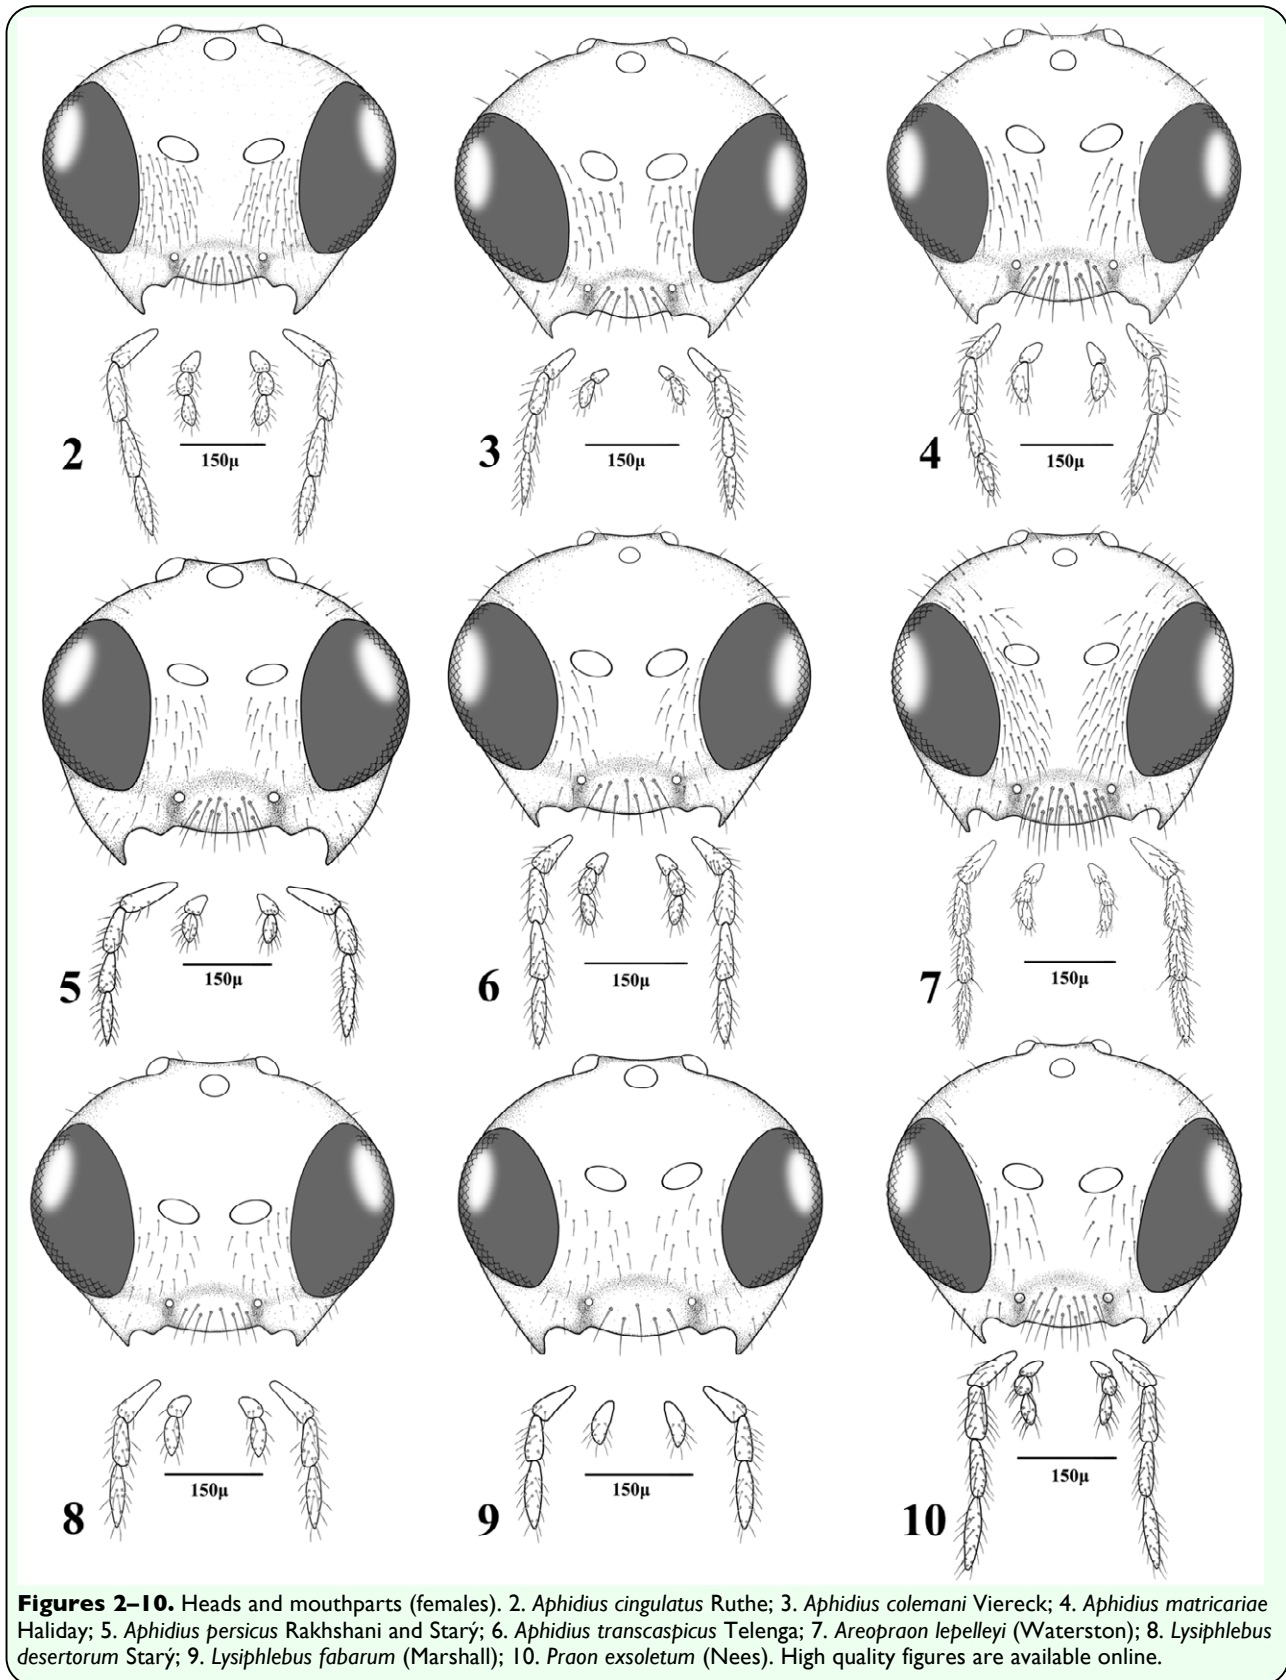 2
150µ
3
150µ
4
150µ
5
150µ
6
150µ
7
150µ
8
150µ
9
150µ
10
150µ
Figures 2–10. Heads and mouthparts (females). 2. Aphidius cingulatus Ruthe; 3. Aphidius colemani Viereck; 4. Aphidius matricariae
Haliday; 5. Aphidius persicus Rakhshani and Starý; 6. Aphidius transcaspicus Telenga; 7. Areopraon lepelleyi (Waterston); 8. Lysiphlebus
desertorum Starý; 9. Lysiphlebus fabarum (Marshall); 10. Praon exsoletum (Nees). High quality figures are available online.